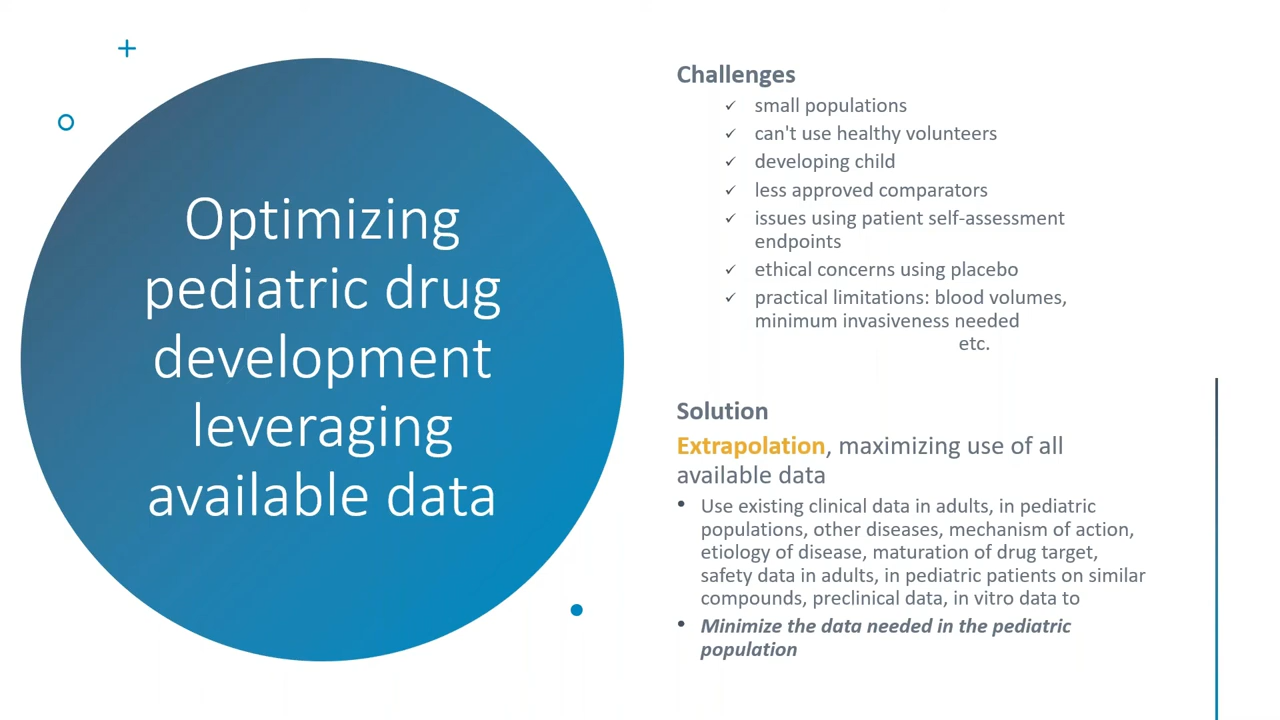 Optimizing
pediatric drug
development
leveraging
available data
Challenges
✓ small populations
✓ can't use healthy volunteers
✓ developing child
✓ less approved comparators
✓ issues using patient self-assessment
endpoints
✓ ethical concerns using placebo
✓ practical limitations: blood volumes,
minimum invasiveness needed
etc.
Solution
Extrapolation, maximizing use of all
available data
• Use existing clinical data in adults, in pediatric
populations, other diseases, mechanism of action,
etiology of disease, maturation of drug target,
safety data in adults, in pediatric patients on similar
compounds, preclinical data, in vitro data to
• Minimize the data needed in the pediatric
population